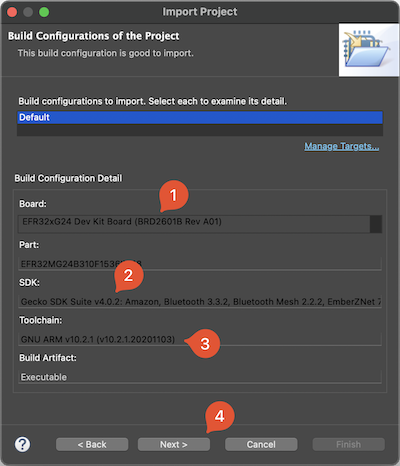 Import Project
Build Configurations of the Project
This build configuration is good to import.
Build configurations to import. Select each to examine its detail.
Default
Manage Targets...
Build Configuration Detail
1
Board:
EFR32xG24 Dev Kit Board (BRD2601B Rev A01)
Part:
2
SDK:
Gecko SDK Suite v4.0.2: Amazon, Bluetooth 3.3.2, Bluetooth Mesh 2.2.2, EmberZNet
Toolchain:
GNU ARM v10.2.1 (v10.2.1.20201103)
3
Build Artifact:
Executable
4
?
< Back
Next >
Cancel
Finish